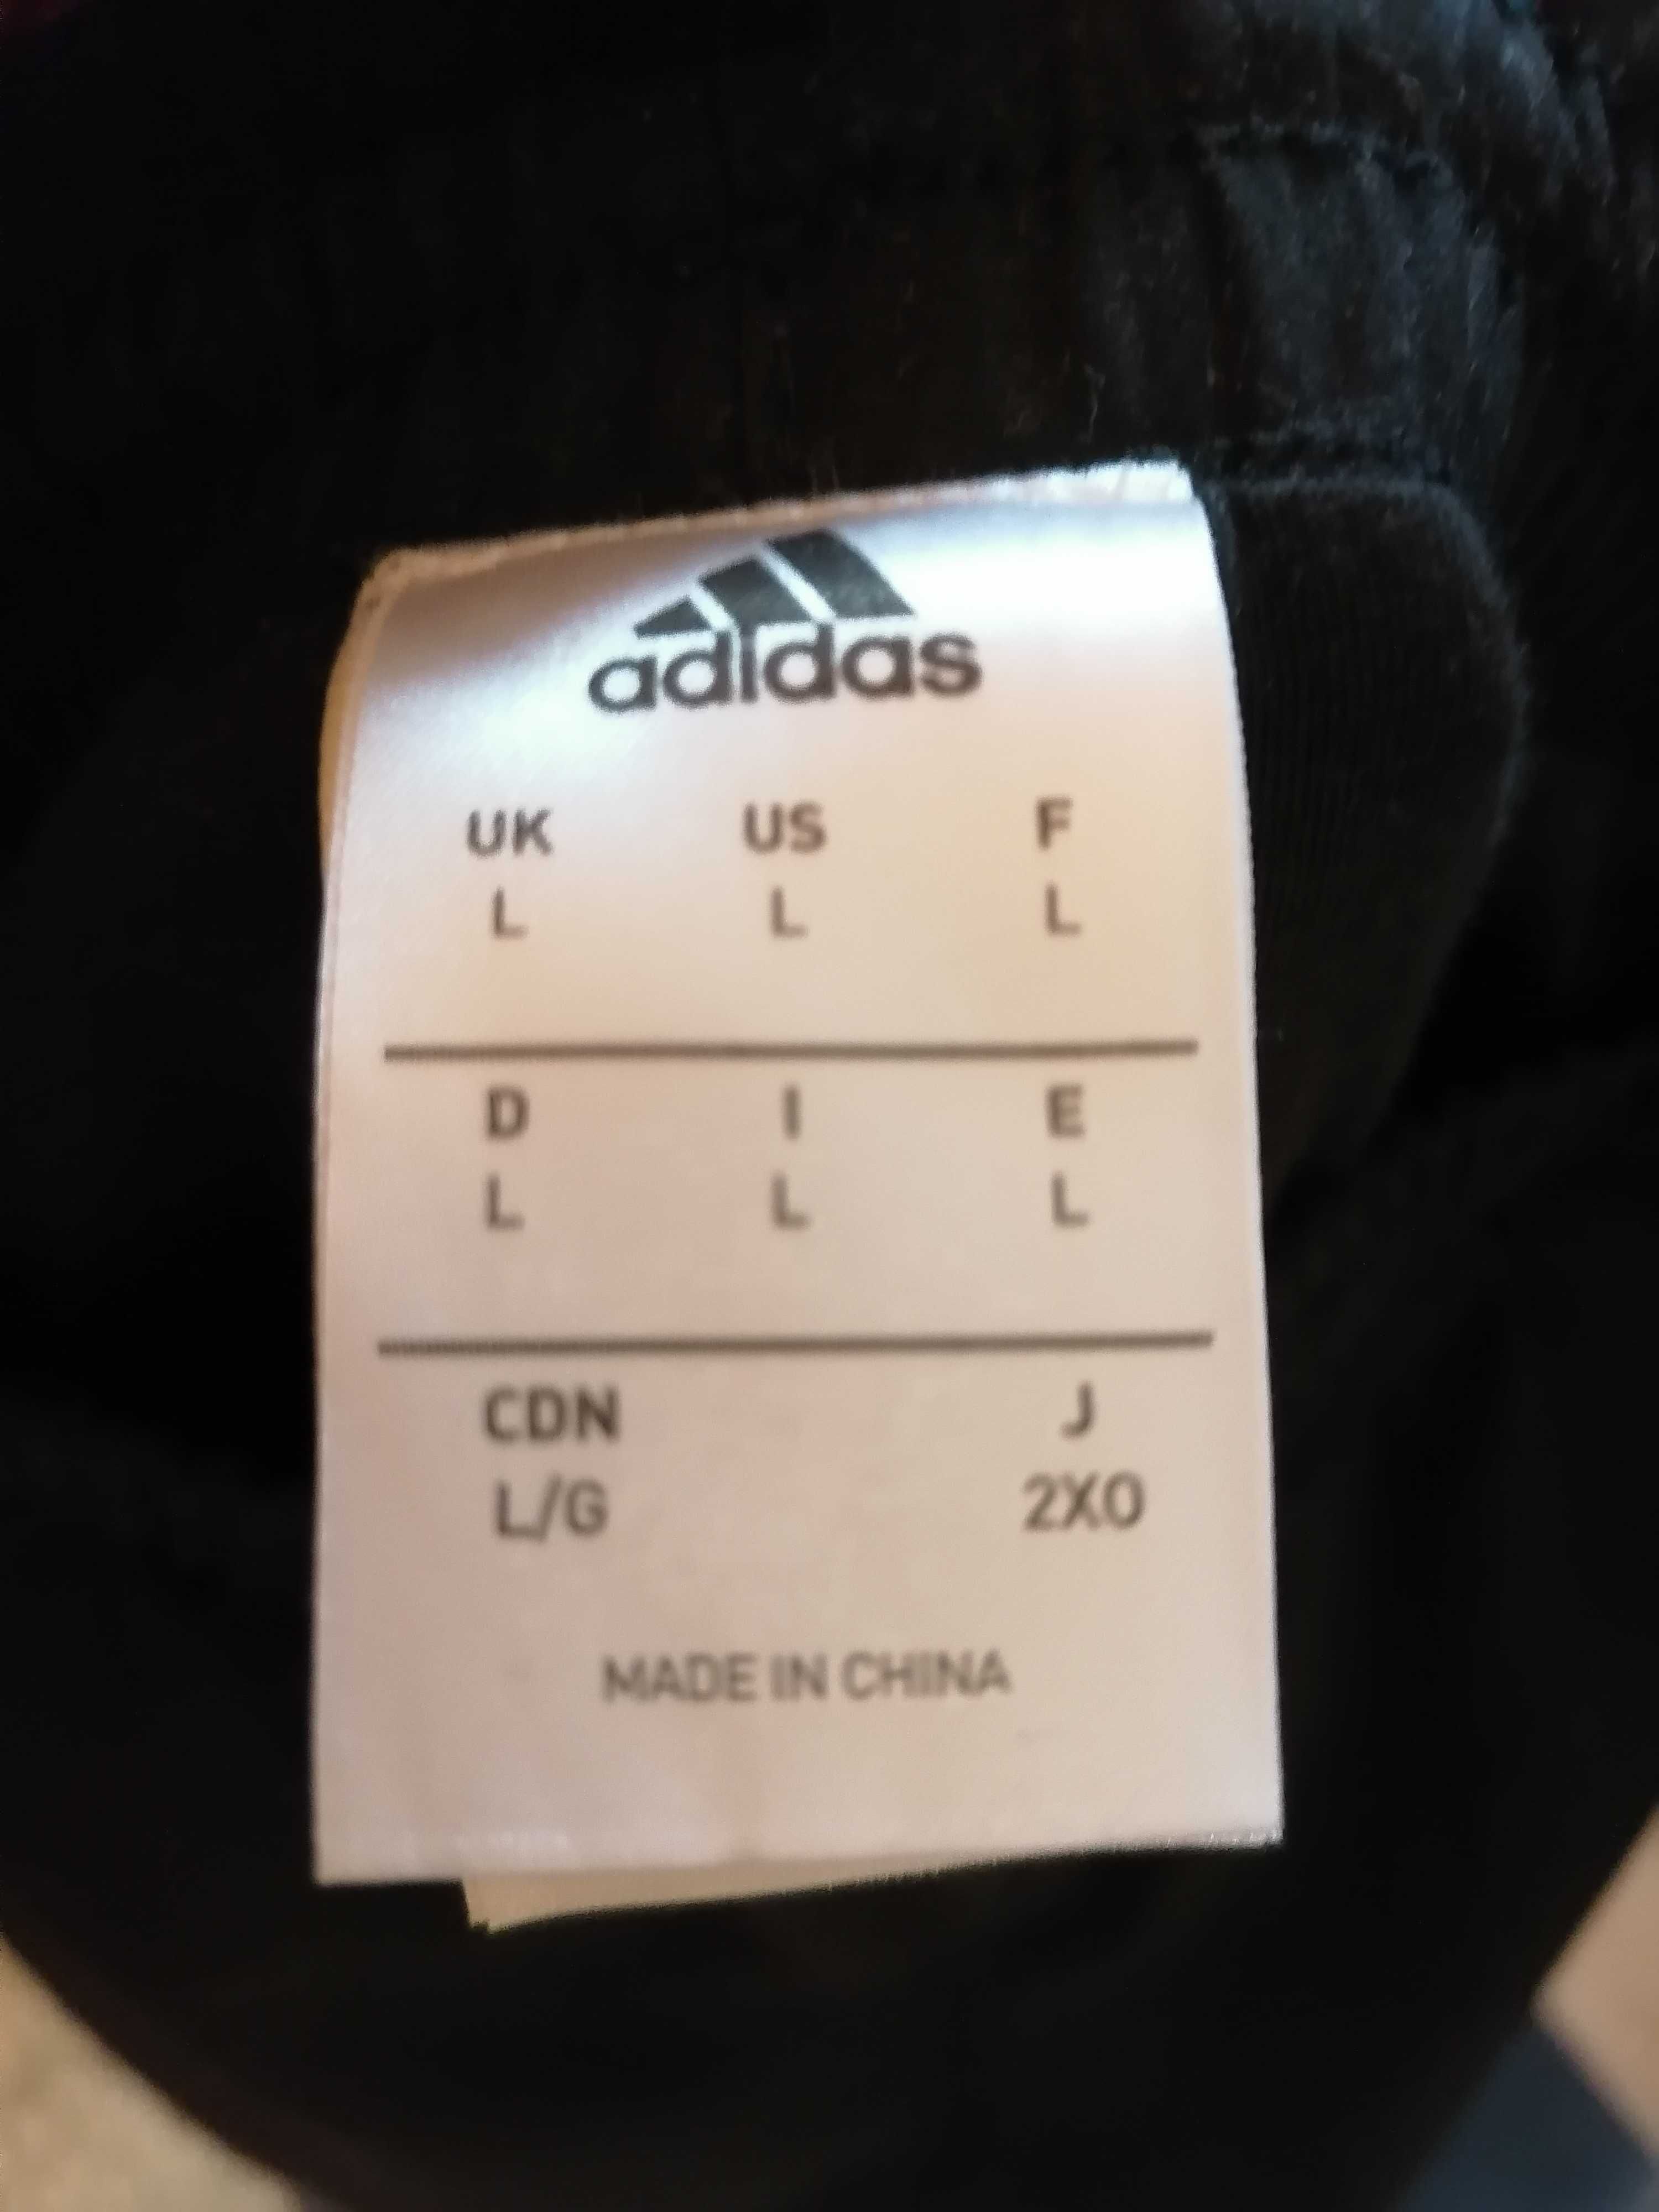 adidas
UK US F
L L L
D I E
L L L
CDN J
L/G 2XO
MADE IN CHINA